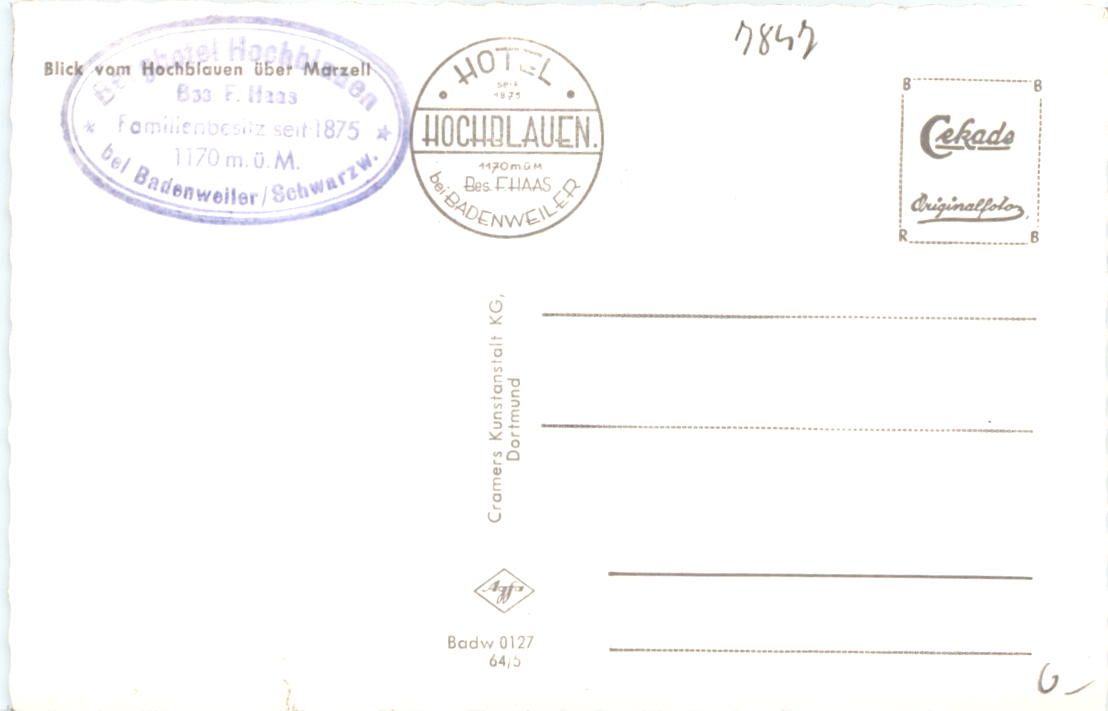 Blick vom Hochblauen über Marzell
Berghotel Hochblauen
Bes. F. Haas
Familienbesitz seit 1875
1170 m. ü. M.
bei Badenweiler/Schwarzw.
HOTEL
seit
1875
HOCHBLAUEN.
1170 m ü M
Bes. F. HAAS
bei BADENWEILER
7847
B B
Cekade
Originalfoto
R B
Cramers Kunstanstalt KG,
Dortmund
Agfa
Badw 0127
64/5
6-